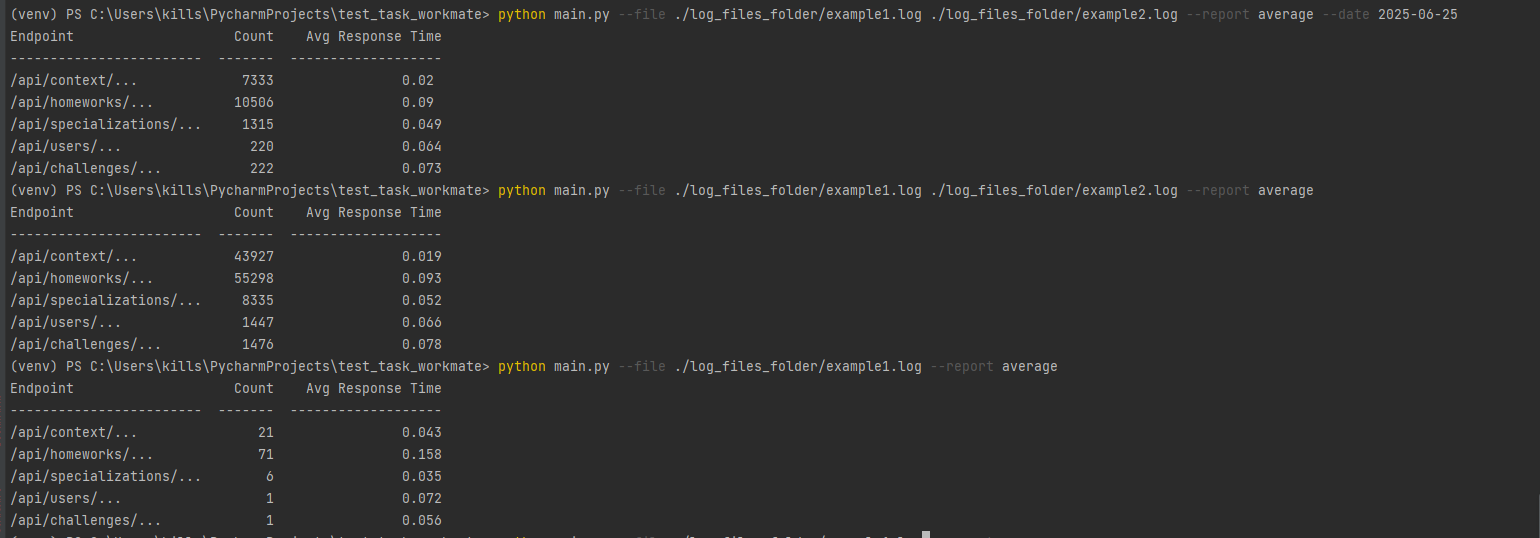 (venv) PS C:\Users\kills\PycharmProjects\test_task_workmate> python main.py --file ./log_files_folder/example1.log ./log_files_folder/example2.log --report average --date 2025-06-25
Endpoint Count Avg Response Time
------------------------ ------- -------------------
/api/context/... 7333 0.02
/api/homeworks/... 10506 0.09
/api/specializations/... 1315 0.049
/api/users/... 220 0.064
/api/challenges/... 222 0.073
(venv) PS C:\Users\kills\PycharmProjects\test_task_workmate> python main.py --file ./log_files_folder/example1.log ./log_files_folder/example2.log --report average
Endpoint Count Avg Response Time
------------------------ ------- -------------------
/api/context/... 43927 0.019
/api/homeworks/... 55298 0.093
/api/specializations/... 8335 0.052
/api/users/... 1447 0.066
/api/challenges/... 1476 0.078
(venv) PS C:\Users\kills\PycharmProjects\test_task_workmate> python main.py --file ./log_files_folder/example1.log --report average
Endpoint Count Avg Response Time
------------------------ ------- -------------------
/api/context/... 21 0.043
/api/homeworks/... 71 0.158
/api/specializations/... 6 0.035
/api/users/... 1 0.072
/api/challenges/... 1 0.056